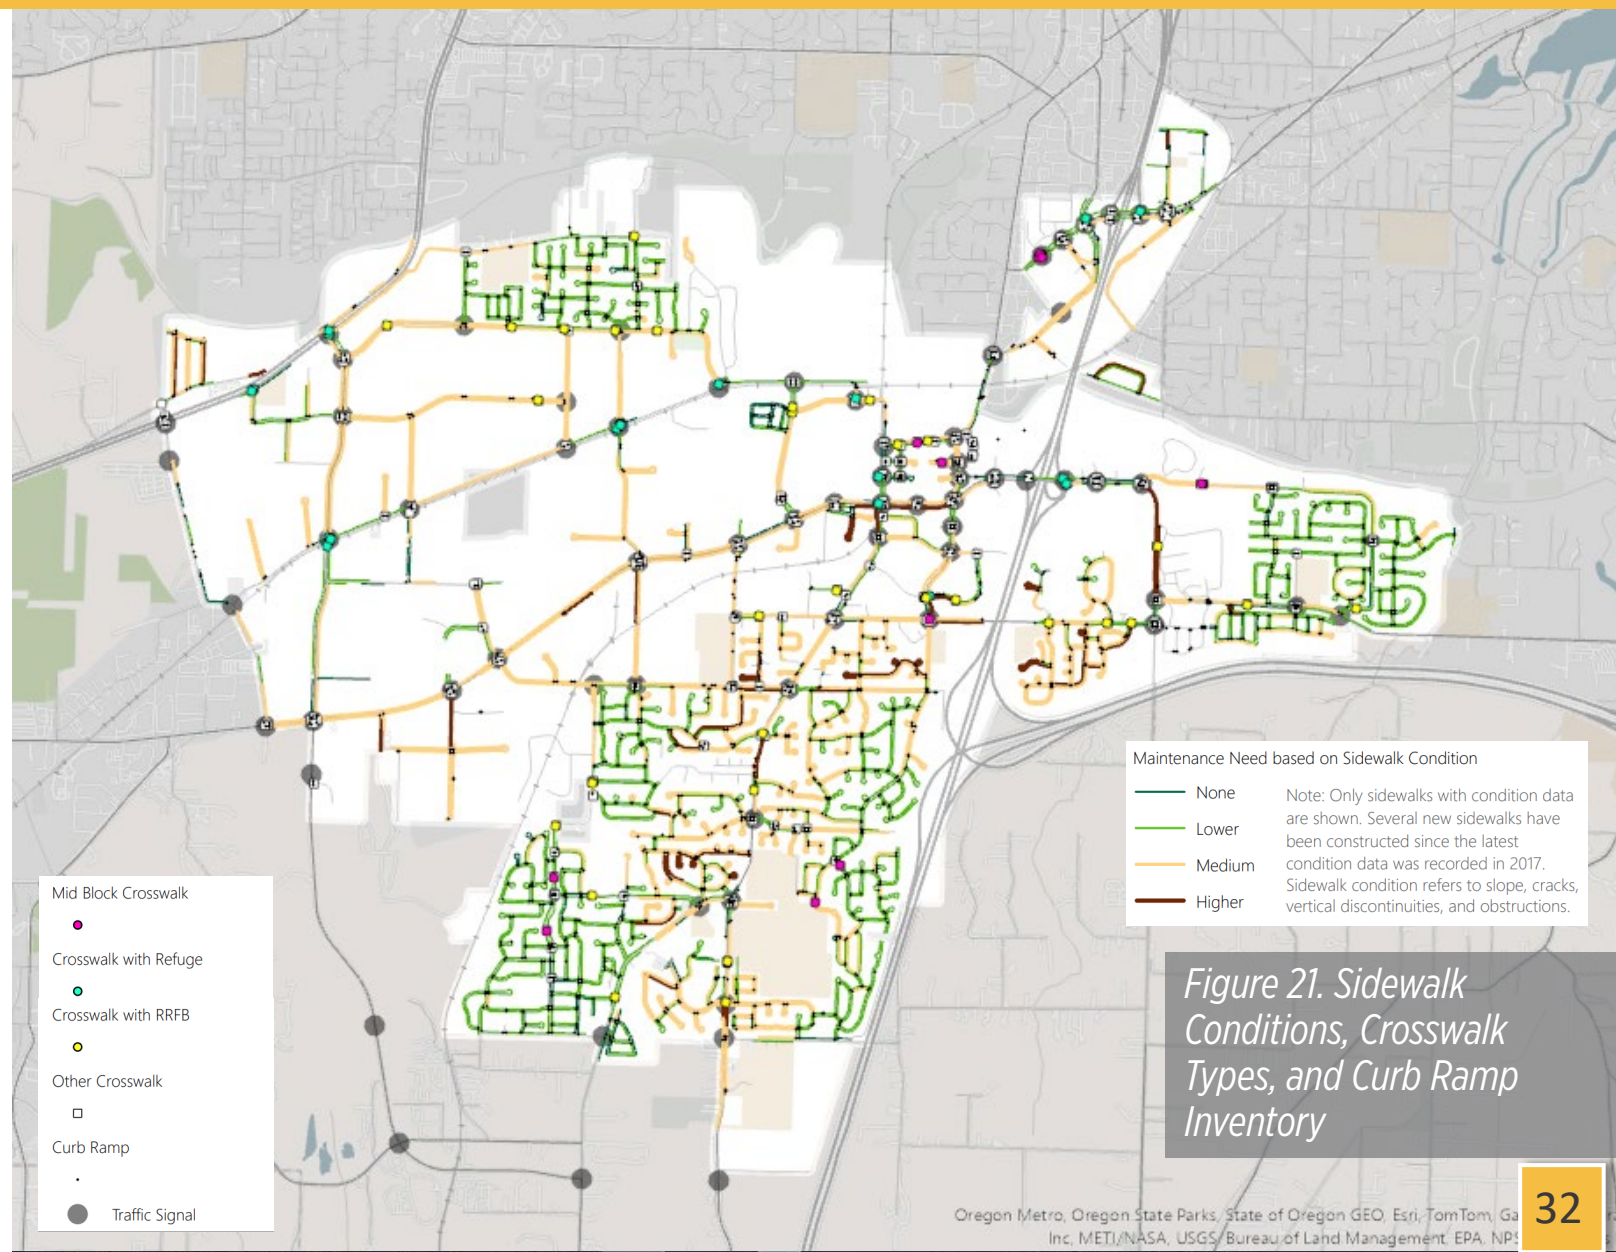 Maintenance Need based on Sidewalk Condition
None
Lower
Medium
Higher
Note: Only sidewalks with condition data
are shown. Several new sidewalks have
been constructed since the latest
condition data was recorded in 2017.
Sidewalk condition refers to slope, cracks,
vertical discontinuities, and obstructions.
Mid Block Crosswalk
Crosswalk with Refuge
Crosswalk with RRFB
Other Crosswalk
Curb Ramp
Traffic Signal
Figure 21. Sidewalk
Conditions, Crosswalk
Types, and Curb Ramp
Inventory
Oregon Metro, Oregon State Parks, State of Oregon GEO, Esri, TomTom,
Inc, METI/NASA, USGS, Bureau of Land Management, EPA,
32